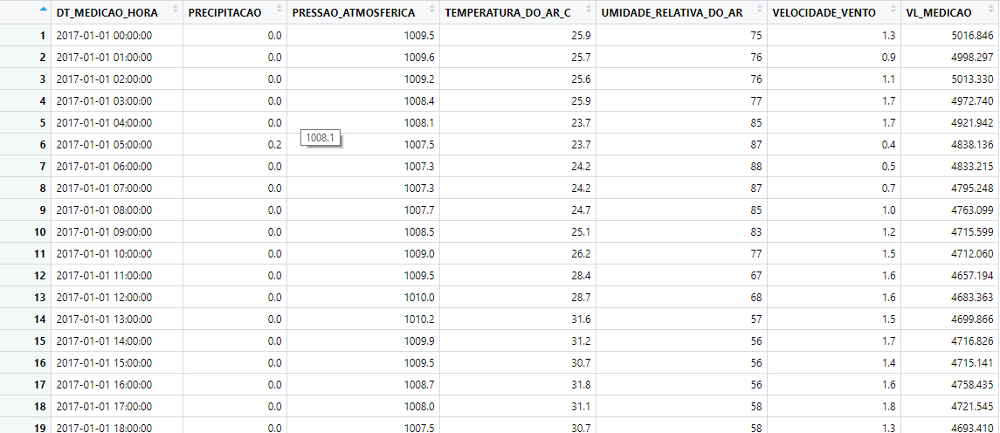 DT_MEDICAO_HORA PRECIPITACAO PRESSAO_ATMOSFERICA TEMPERATURA_DO_AR_C UMIDADE_RELATIVA_DO_AR VELOCIDADE_VENTO VL_MEDICAO
1 2017-01-01 00:00:00 0.0 1009.5 25.9 75 1.3 5016.846
2 2017-01-01 01:00:00 0.0 1009.6 25.7 76 0.9 4998.297
3 2017-01-01 02:00:00 0.0 1009.2 25.6 76 1.1 5013.330
4 2017-01-01 03:00:00 0.0 1008.4 25.9 77 1.7 4972.740
5 2017-01-01 04:00:00 0.0 1008.1 23.7 85 1.7 4921.942
1008.1
6 2017-01-01 05:00:00 0.2 1007.5 23.7 87 0.4 4838.136
7 2017-01-01 06:00:00 0.0 1007.3 24.2 88 0.5 4833.215
8 2017-01-01 07:00:00 0.0 1007.3 24.2 87 0.7 4795.248
9 2017-01-01 08:00:00 0.0 1007.7 24.7 85 1.0 4763.099
10 2017-01-01 09:00:00 0.0 1008.5 25.1 83 1.2 4715.599
11 2017-01-01 10:00:00 0.0 1009.0 26.2 77 1.5 4712.060
12 2017-01-01 11:00:00 0.0 1009.5 28.4 67 1.6 4657.194
13 2017-01-01 12:00:00 0.0 1010.0 28.7 68 1.6 4683.363
14 2017-01-01 13:00:00 0.0 1010.2 31.6 57 1.5 4699.866
15 2017-01-01 14:00:00 0.0 1009.9 31.2 56 1.7 4716.826
16 2017-01-01 15:00:00 0.0 1009.5 30.7 56 1.4 4715.141
17 2017-01-01 16:00:00 0.0 1008.7 31.8 56 1.6 4758.435
18 2017-01-01 17:00:00 0.0 1008.0 31.1 58 1.8 4721.545
19 2017-01-01 18:00:00 0.0 1007.5 30.7 58 1.3 4693.410